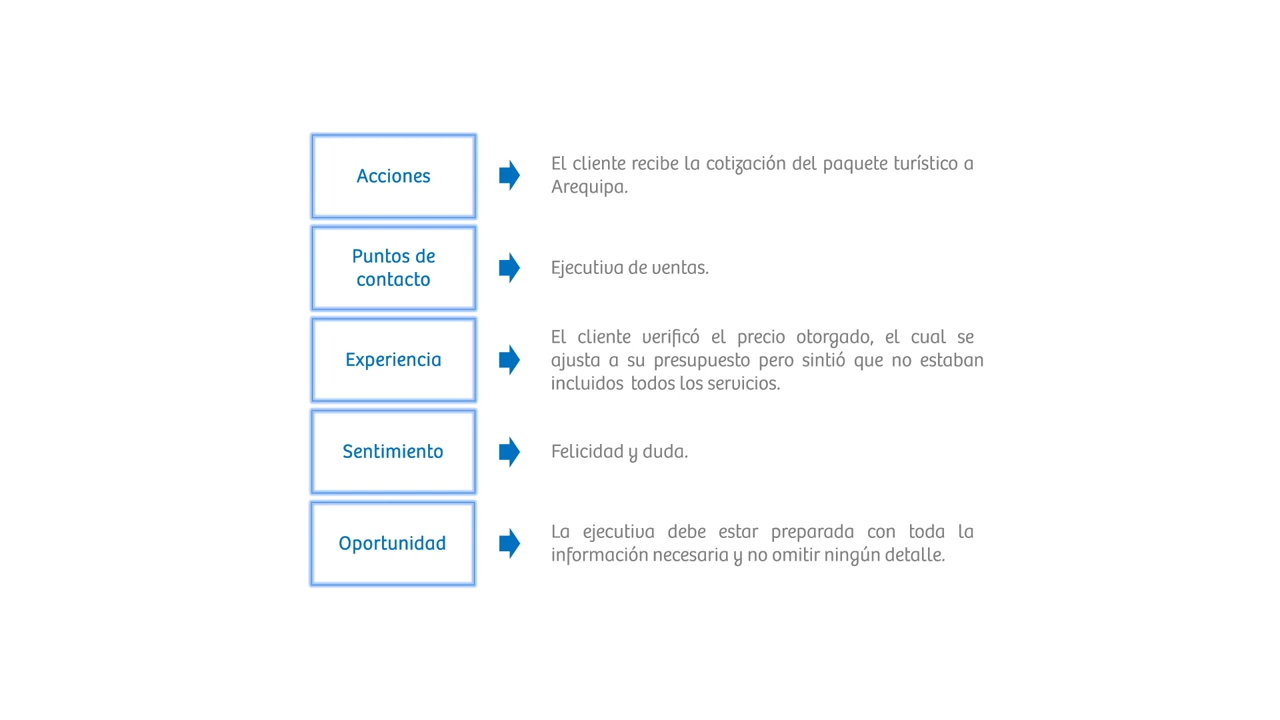 Acciones
El cliente recibe la cotización del paquete turístico a
Arequipa.
Puntos de
contacto
Ejecutiva de ventas.
Experiencia
El cliente verificó el precio otorgado, el cual se
ajusta a su presupuesto pero sintió que no estaban
incluidos todos los servicios.
Sentimiento
Felicidad y duda.
Oportunidad
La ejecutiva debe estar preparada con toda la
información necesaria y no omitir ningún detalle.